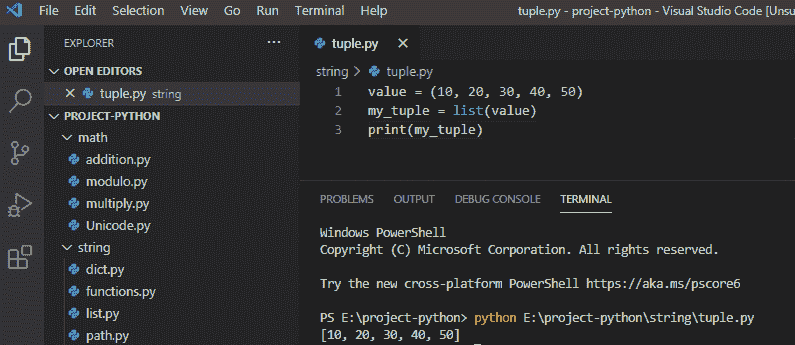 File Edit Selection View Go Run Terminal Help
tuple.py - project-python - Visual Studio Code [Unsu
EXPLORER
OPEN EDITORS
tuple.py string
PROJECT-PYTHON
math
addition.py
modulo.py
multiply.py
Unicode.py
string
dict.py
functions.py
list.py
path.py
tuple.py
string > tuple.py
1 value = (10, 20, 30, 40, 50)
2 my_tuple = list(value)
3 print(my_tuple)
PROBLEMS OUTPUT DEBUG CONSOLE TERMINAL
Windows PowerShell
Copyright (C) Microsoft Corporation. All rights reserved.
Try the new cross-platform PowerShell https://aka.ms/pscore6
PS E:\project-python> python E:\project-python\string\tuple.py
[10, 20, 30, 40, 50]